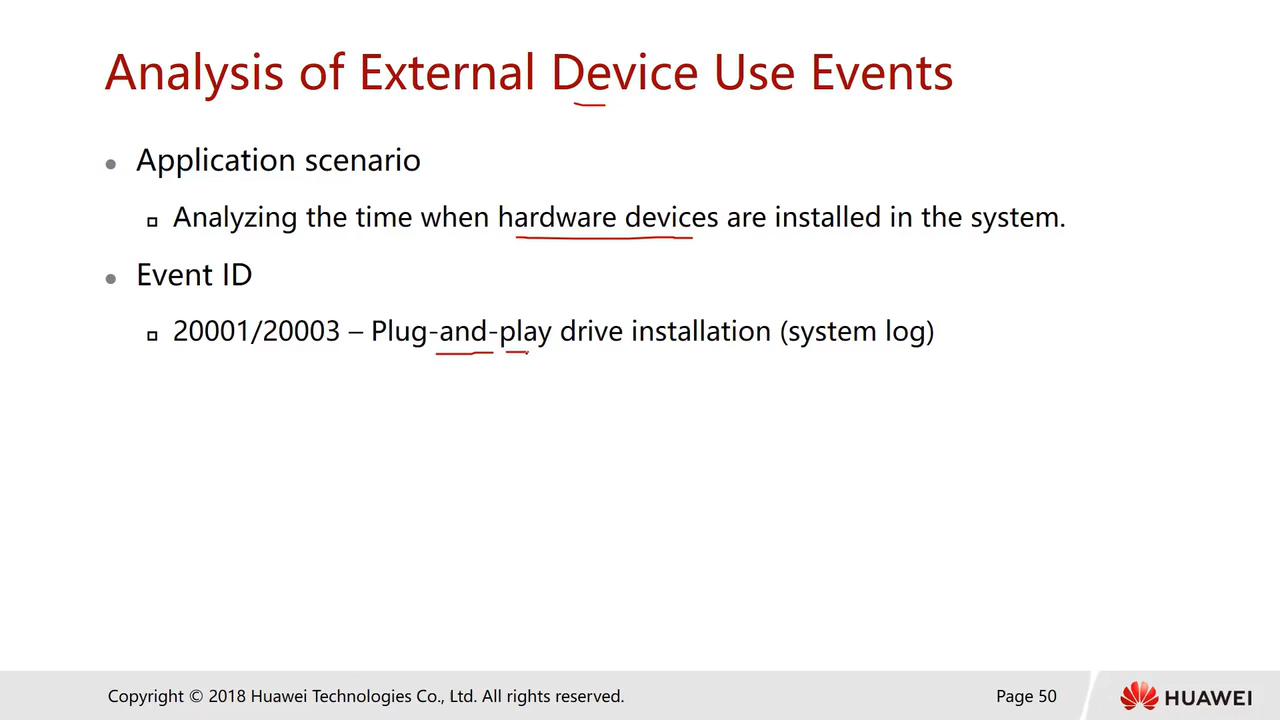 Analysis of External Device Use Events
Application scenario
Analyzing the time when hardware devices are installed in the system.
Event ID
20001/20003 – Plug-and-play drive installation (system log)
Copyright © 2018 Huawei Technologies Co., Ltd. All rights reserved.
Page 50
HUAWEI